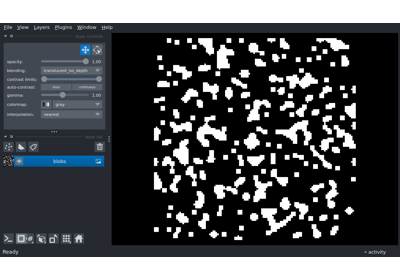 File View Layers Plugins Window Help
opacity: 1.00
blending: translucent_no_depth
contrast limits:
auto-contrast: once continuous
gamma: 1.00
colormap: gray
interpolation: nearest
blobs
Ready
activity